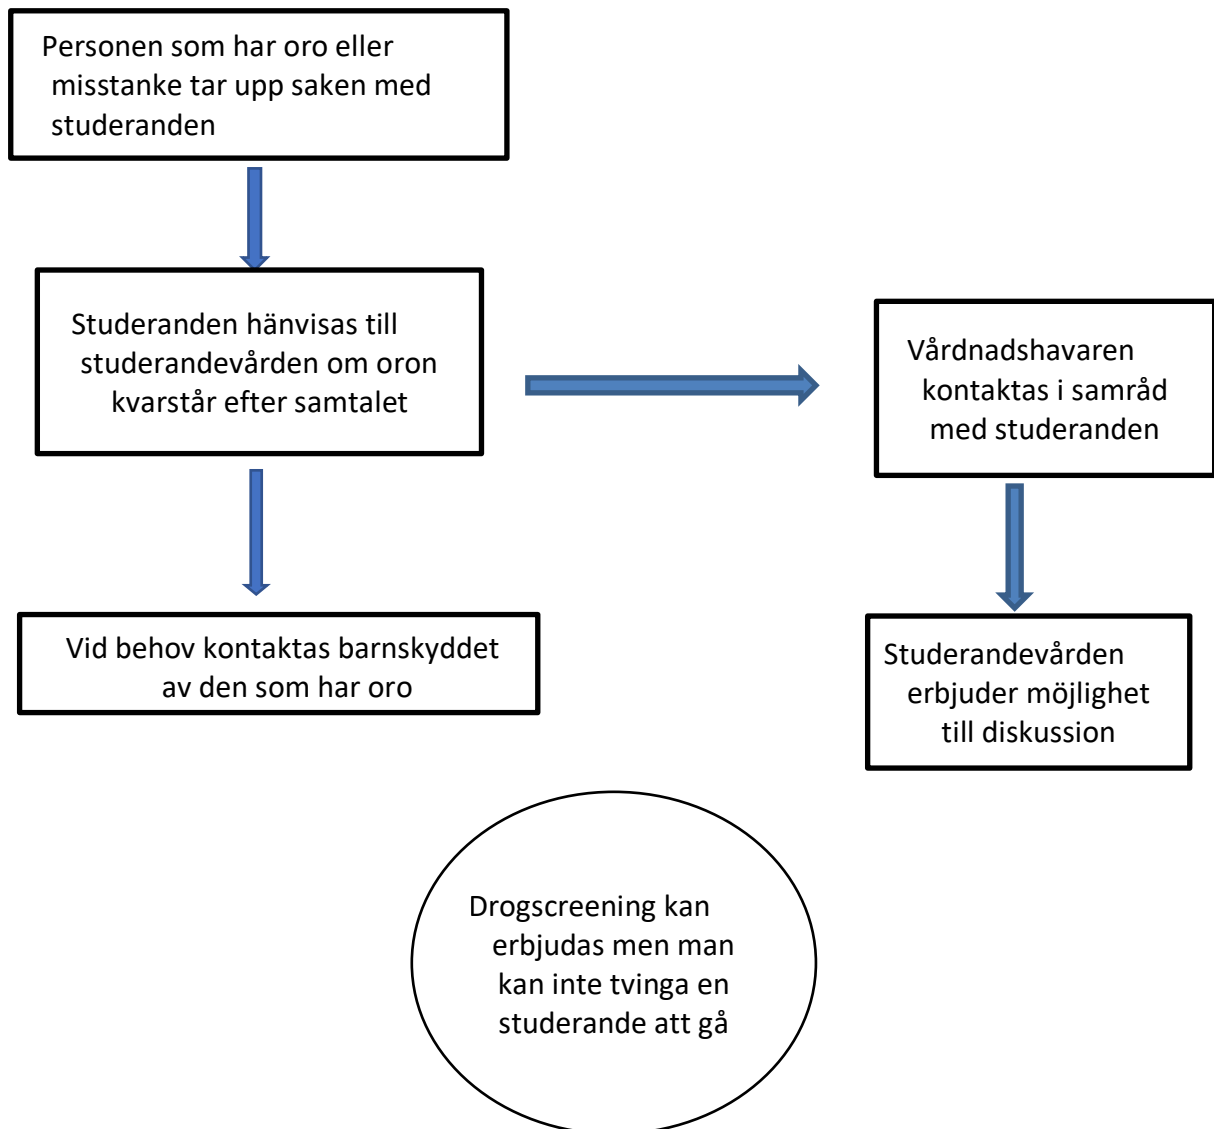 Personen som har oro eller
misstanke tar upp saken med
studeranden
Studeranden hänvisas till
studerandevården om oron
kvarstår efter samtalet
Vårdnadshavaren
kontaktas i samråd
med studeranden
Vid behov kontaktas barnskyddet
av den som har oro
Studerandevården
erbjuder möjlighet
till diskussion
Drogscreening kan
erbjudas men man
kan inte tvinga en
studerande att gå